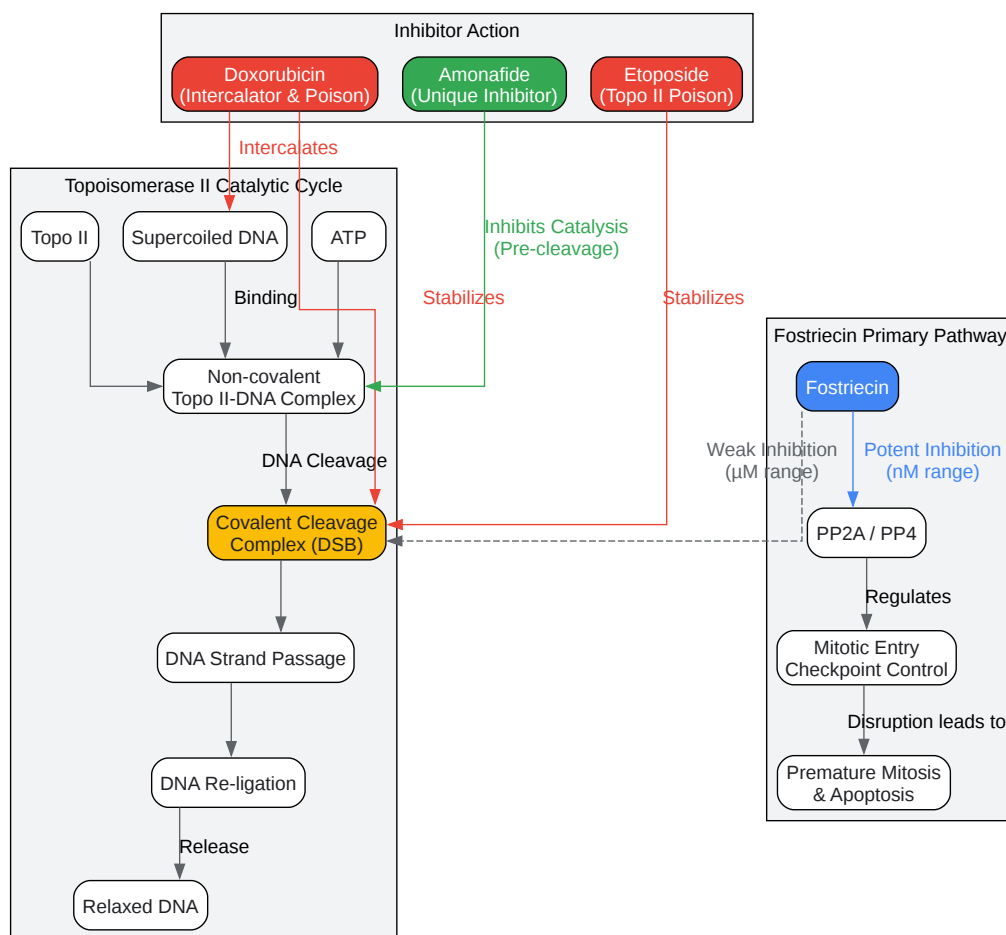 Inhibitor Action
Doxorubicin
(Intercalator & Poison)
Amonafide
(Unique Inhibitor)
Etoposide
(Topo II Poison)
Intercalates
Topoisomerase II Catalytic Cycle
Topo II
Supercoiled DNA
ATP
Inhibits Catalysis
(Pre-cleavage)
Binding
Stabilizes
Stabilizes
Non-covalent
Topo II-DNA Complex
DNA Cleavage
Covalent Cleavage
Complex (DSB)
DNA Strand Passage
DNA Re-ligation
Release
Relaxed DNA
Fostriecin Primary Pathway
Fostriecin
Weak Inhibition
(µM range)
Potent Inhibition
(nM range)
PP2A / PP4
Regulates
Mitotic Entry
Checkpoint Control
Disruption leads to
Premature Mitosis
& Apoptosis